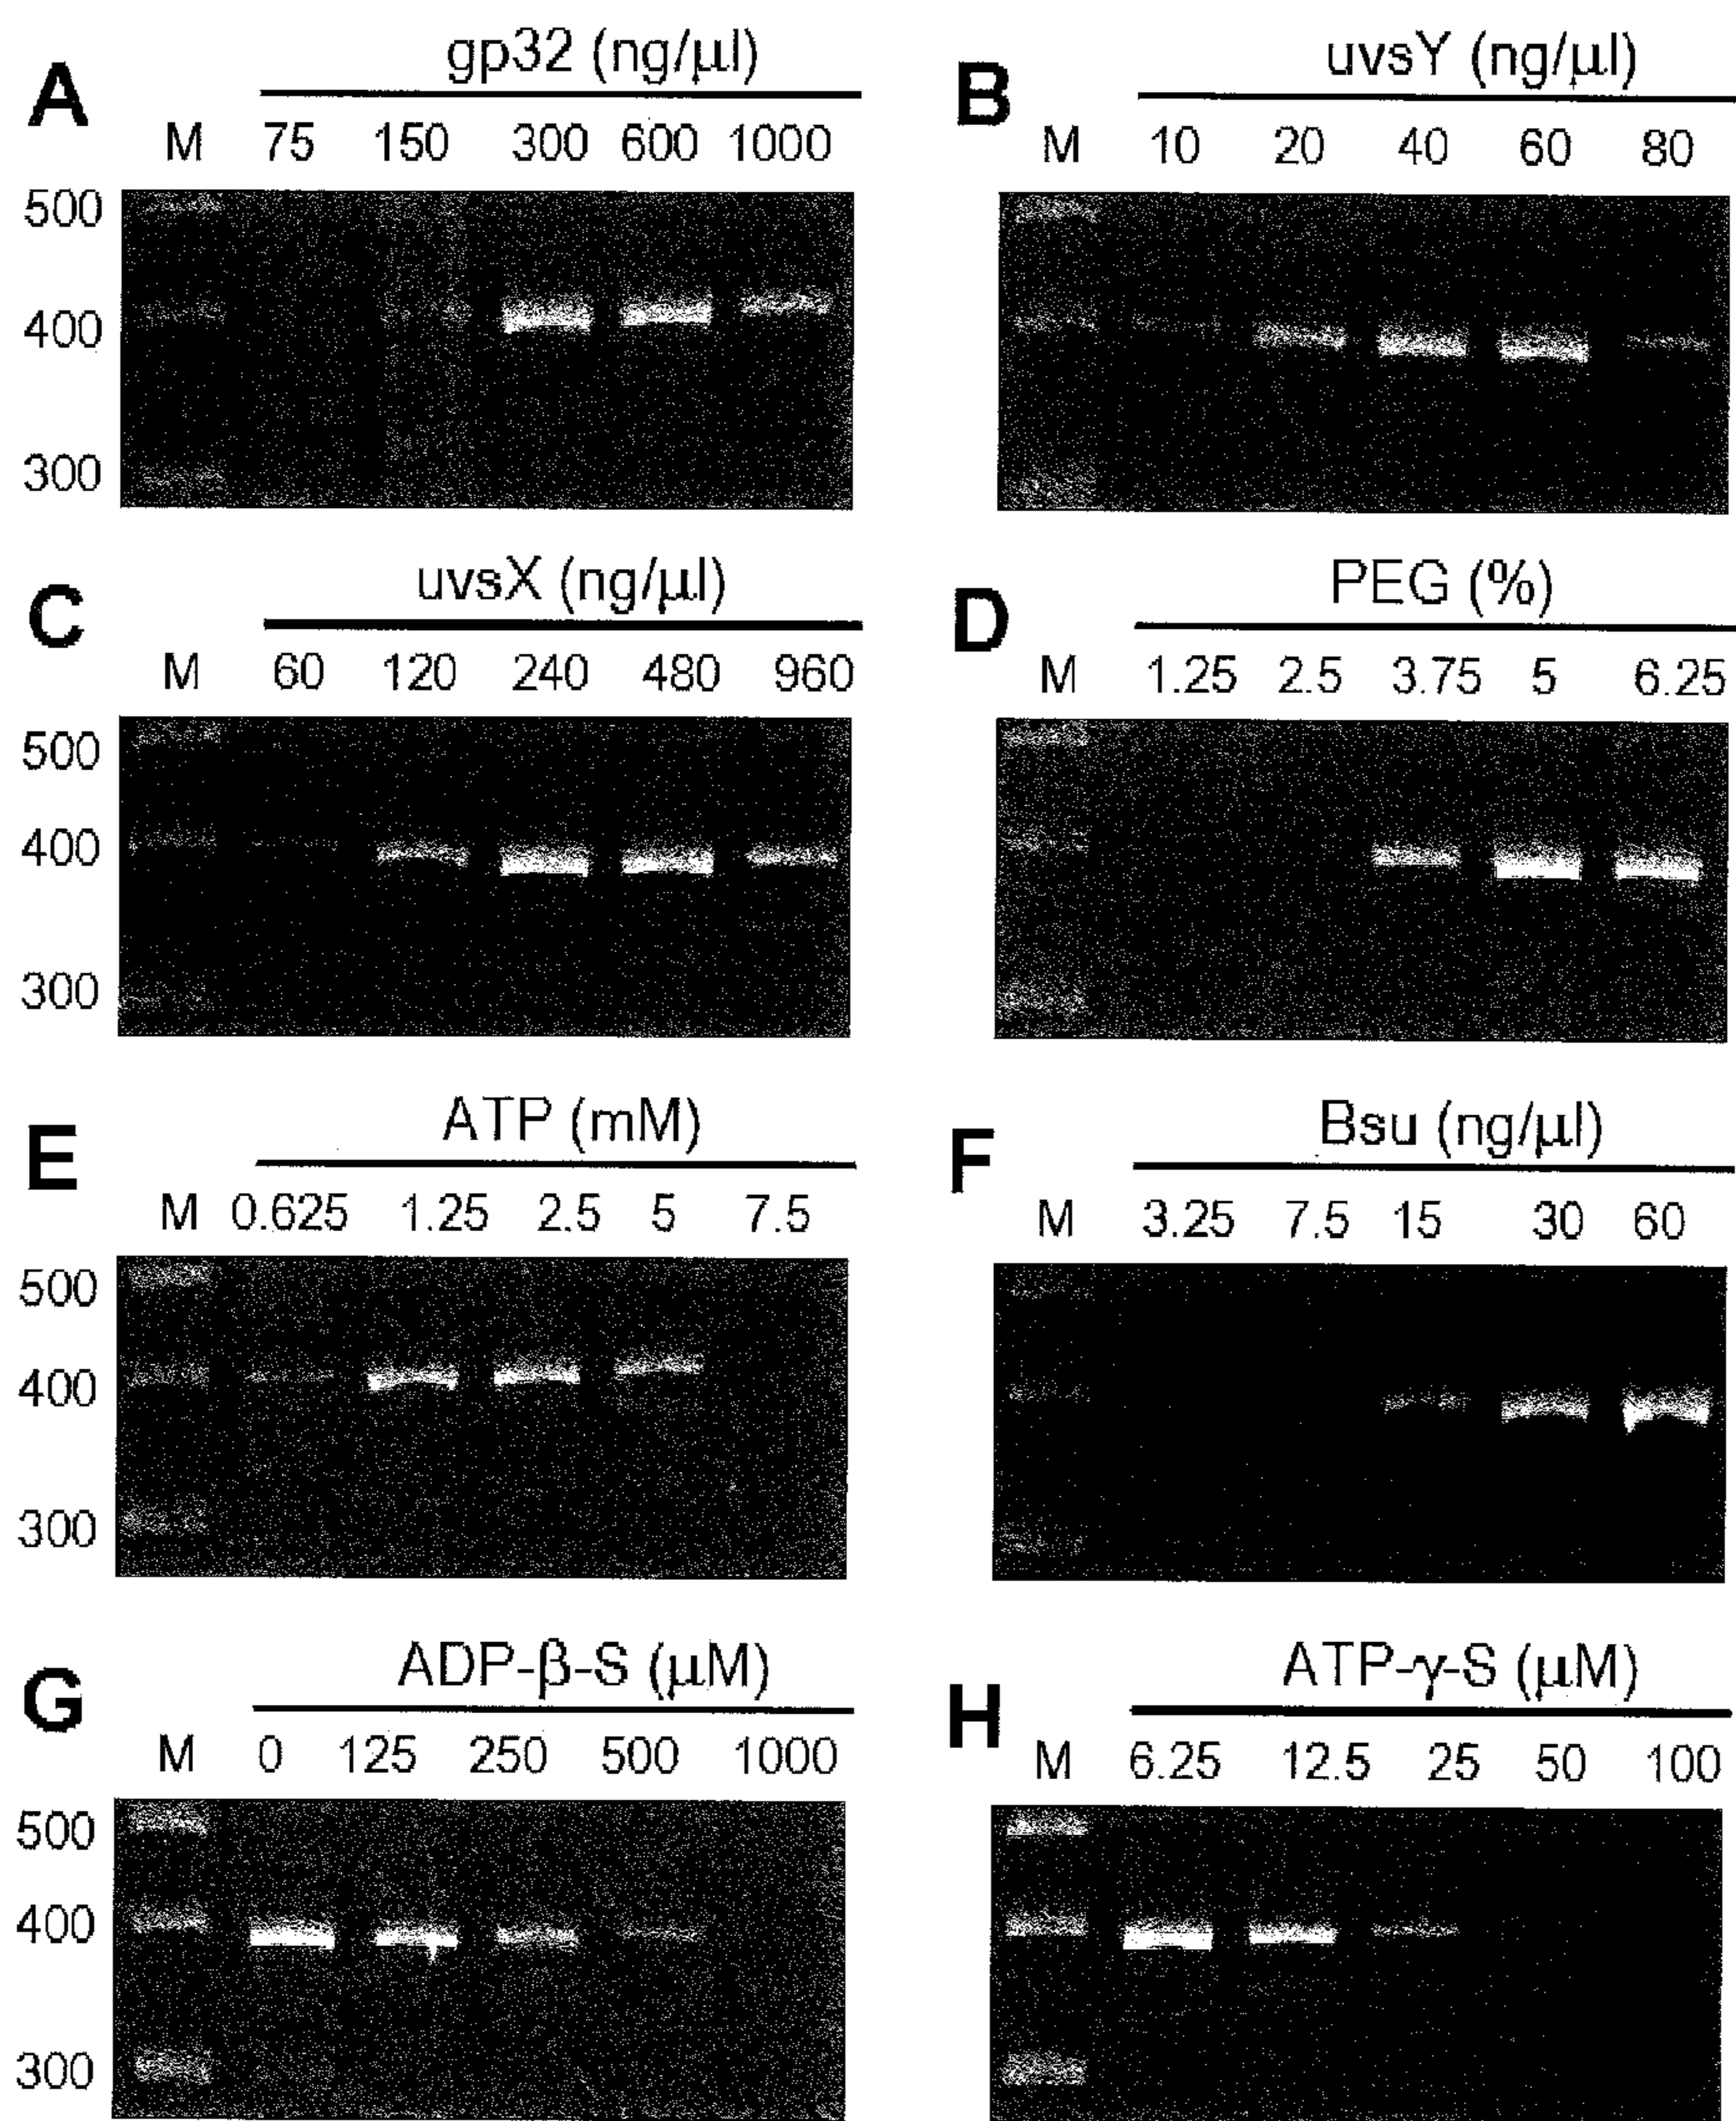 A
gp32 (ng/μl)
M 75 150 300 600 1000
500
400
300
B
uvsY (ng/μl)
M 10 20 40 60 80
C
uvsX (ng/μl)
M 60 120 240 480 960
500
400
300
D
PEG (%)
M 1.25 2.5 3.75 5 6.25
E
ATP (mM)
M 0.625 1.25 2.5 5 7.5
500
400
300
F
Bsu (ng/μl)
M 3.25 7.5 15 30 60
G
ADP-β-S (μM)
M 0 125 250 500 1000
500
400
300
H
ATP-γ-S (μM)
M 6.25 12.5 25 50 100